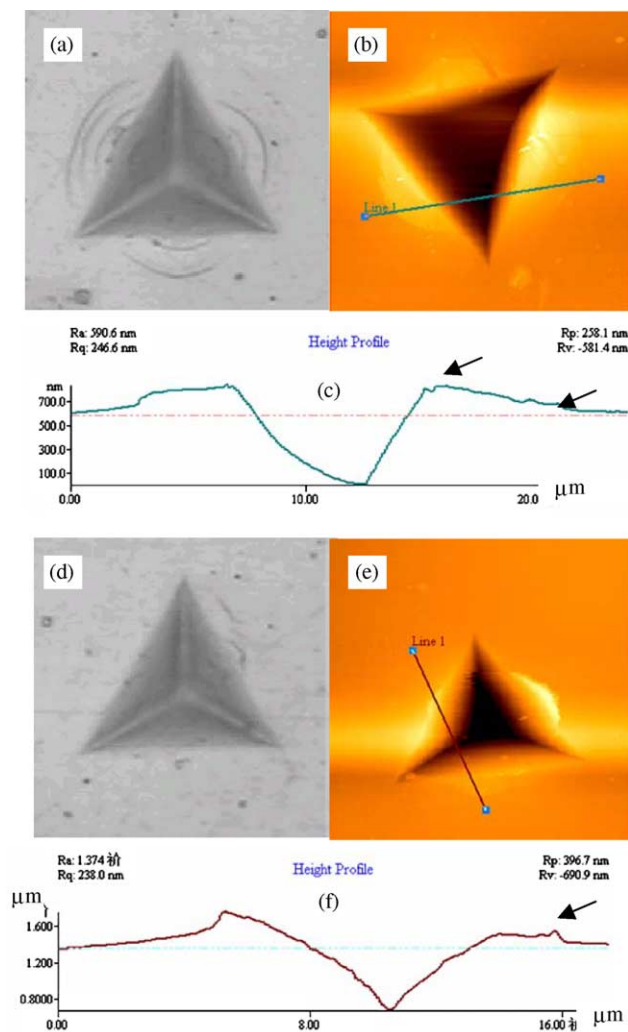 (a) (b)
Line 1
Ra: 590.6 nm Rp: 258.1 nm
Rq: 246.6 nm Height Profile Rv: -581.4 nm
nm (c)
700.0
500.0
300.0
100.0
0.00 10.00 20.0 μm
(d) (e)
Line 1
Ra: 1.374 祄 Rp: 396.7 nm
Rq: 238.0 nm Height Profile Rv: -690.9 nm
μm (f)
1.600
1.200
0.8000
0.00 8.00 16.00 μm